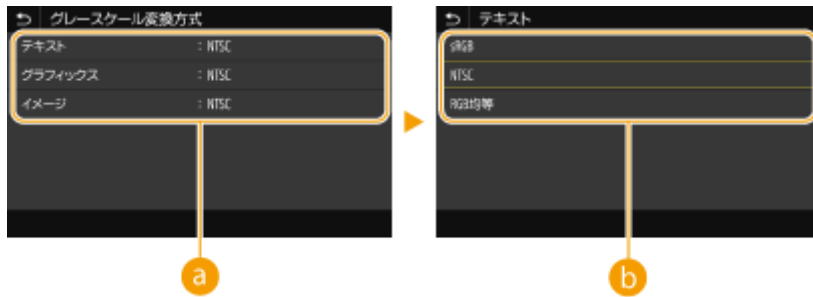 グレースケール変換方式
テキスト : NTSC
グラフィックス : NTSC
イメージ : NTSC
a
テキスト
sRGB
NTSC
RGB均等
b